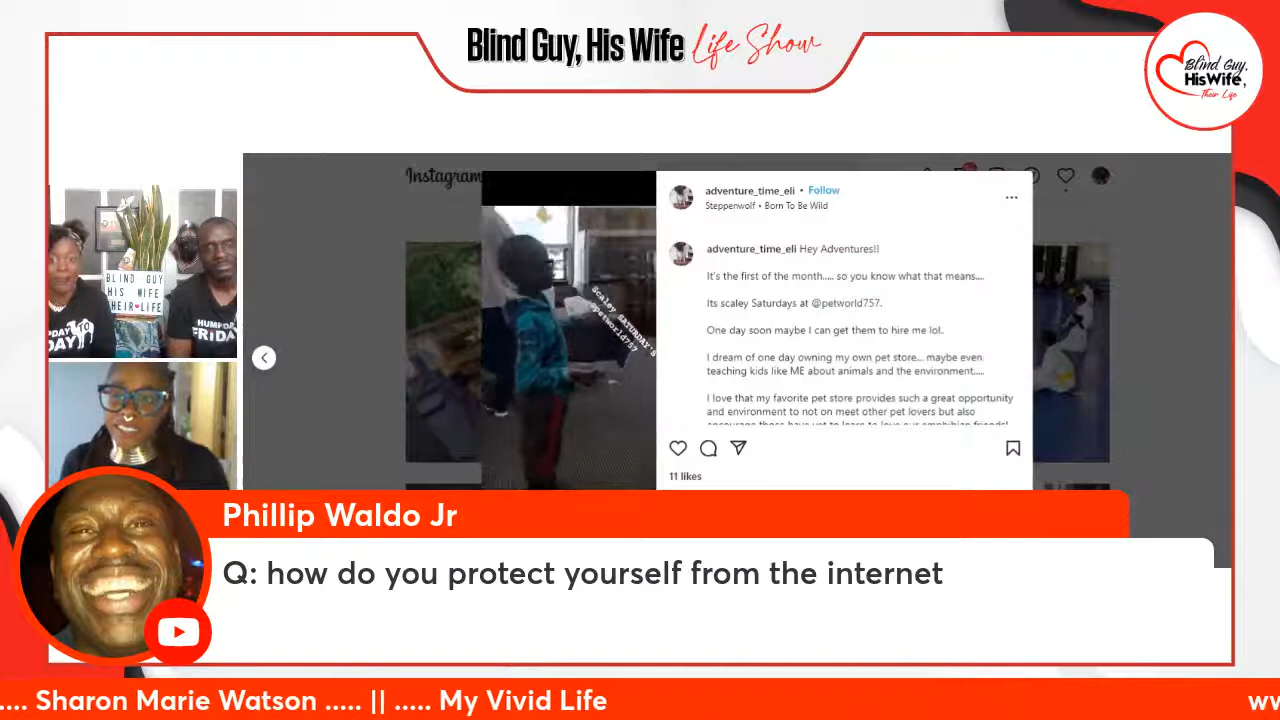 Blind Guy, His Wife Life Show
Blind Guy,
His Wife,
Their Life
Instagram
adventure_time_eli • Follow
Steppenwolf • Born To Be Wild
adventure_time_eli Hey Adventures!!
It's the first of the month..... so you know what that means....
Its scaley Saturdays at @petworld757.
One day soon maybe I can get them to hire me lol..
I dream of one day owning my own pet store... maybe even
teaching kids like ME about animals and the environment.....
I love that my favorite pet store provides such a great opportunity
and environment to not on meet other pet lovers but also
11 likes
Scaley SATURDAY'S
@petworld757
BLIND GUY
HIS WIFE
THEIR LIFE
HUMP
FRIDAY
Phillip Waldo Jr
Q: how do you protect yourself from the internet
.... Sharon Marie Watson ..... || ..... My Vivid Life
ww